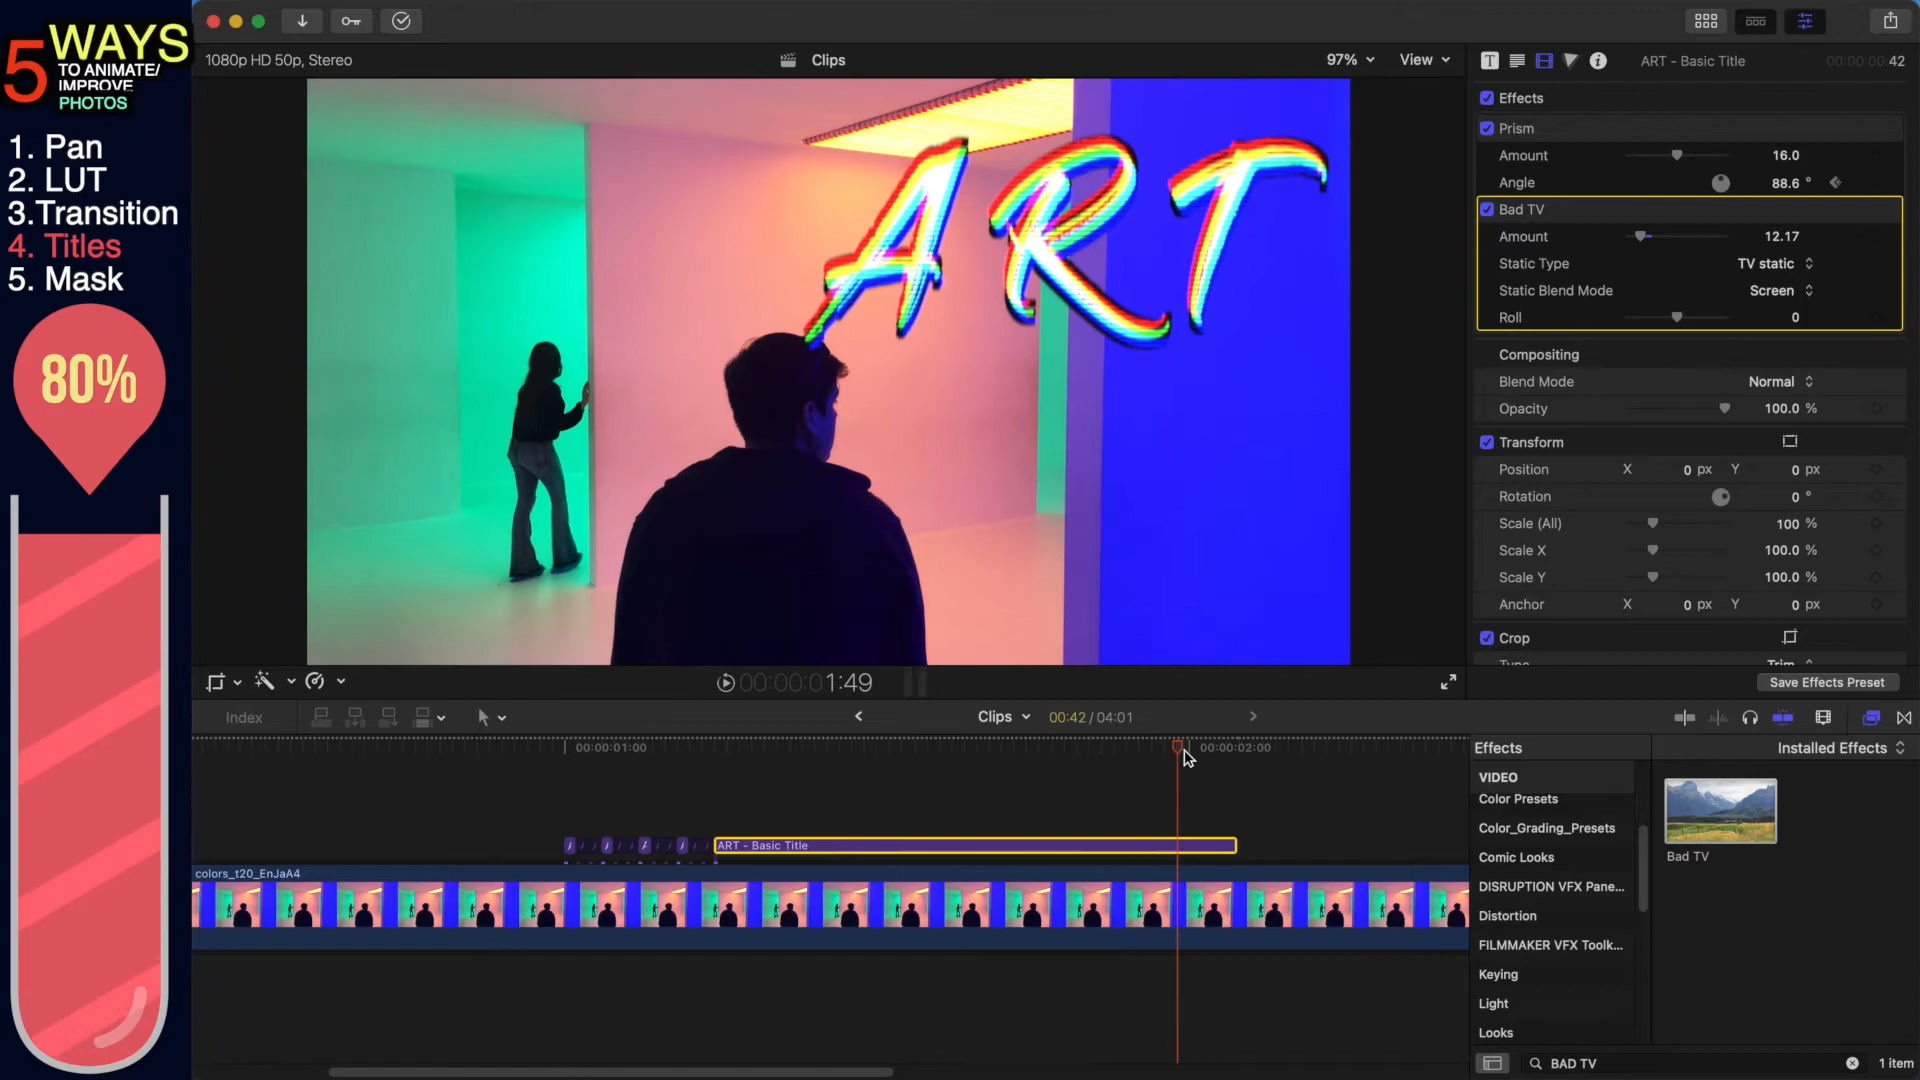 5 WAYS
TO ANIMATE/
IMPROVE
PHOTOS
1. Pan
2. LUT
3.Transition
4. Titles
5. Mask
80%
1080p HD 50p, Stereo
Clips
97%
View
ART - Basic Title
00:00:00:42
ART
Effects
Prism
Amount 16.0
Angle 88.6 °
Bad TV
Amount 12.17
Static Type TV static
Static Blend Mode Screen
Roll 0
Compositing
Blend Mode Normal
Opacity 100.0 %
Transform
Position X 0 px Y 0 px
Rotation 0 °
Scale (All) 100 %
Scale X 100.0 %
Scale Y 100.0 %
Anchor X 0 px Y 0 px
Crop
Type Trim
Save Effects Preset
00:00:01:49
Index
Clips
00:42 / 04:01
00:00:01:00
00:00:02:00
ART - Basic Title
colors_t20_EnJaA4
Effects
Installed Effects
VIDEO
Color Presets
Color_Grading_Presets
Comic Looks
DISRUPTION VFX Pane...
Distortion
FILMMAKER VFX Toolk...
Keying
Light
Looks
Bad TV
BAD TV
1 item